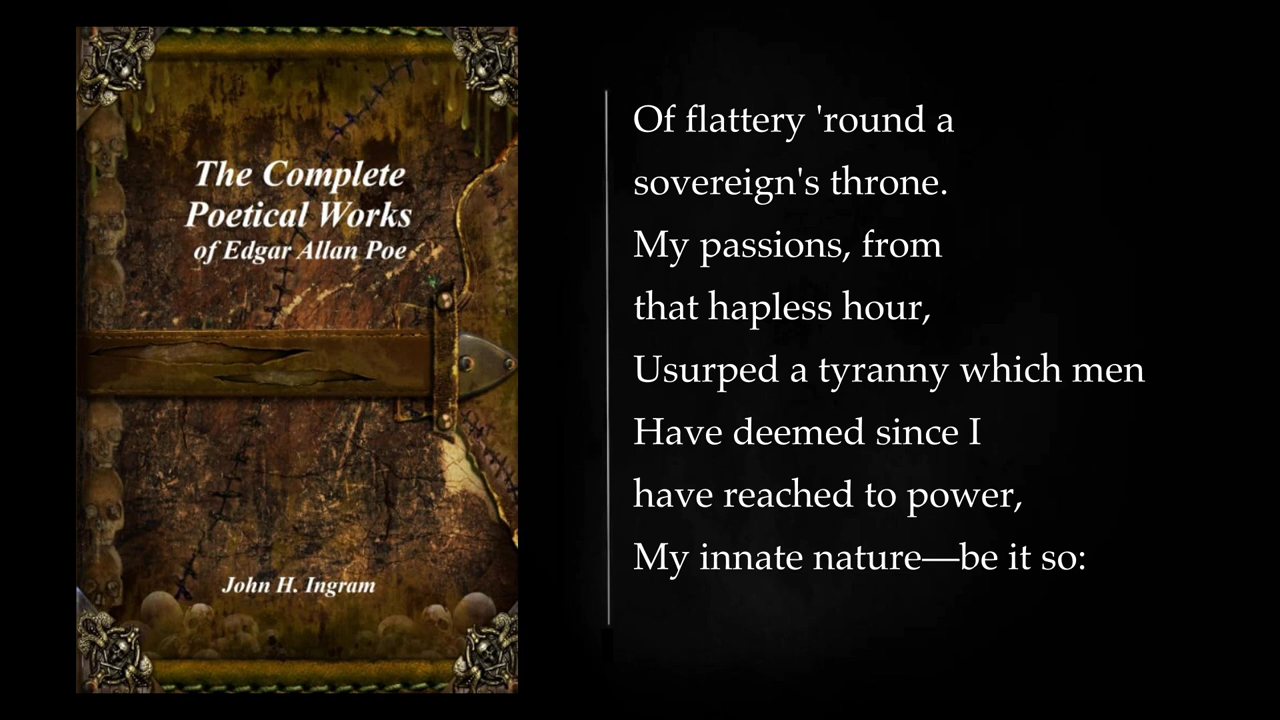 The Complete
Poetical Works
of Edgar Allan Poe
John H. Ingram
Of flattery 'round a
sovereign's throne.
My passions, from
that hapless hour,
Usurped a tyranny which men
Have deemed since I
have reached to power,
My innate nature—be it so: